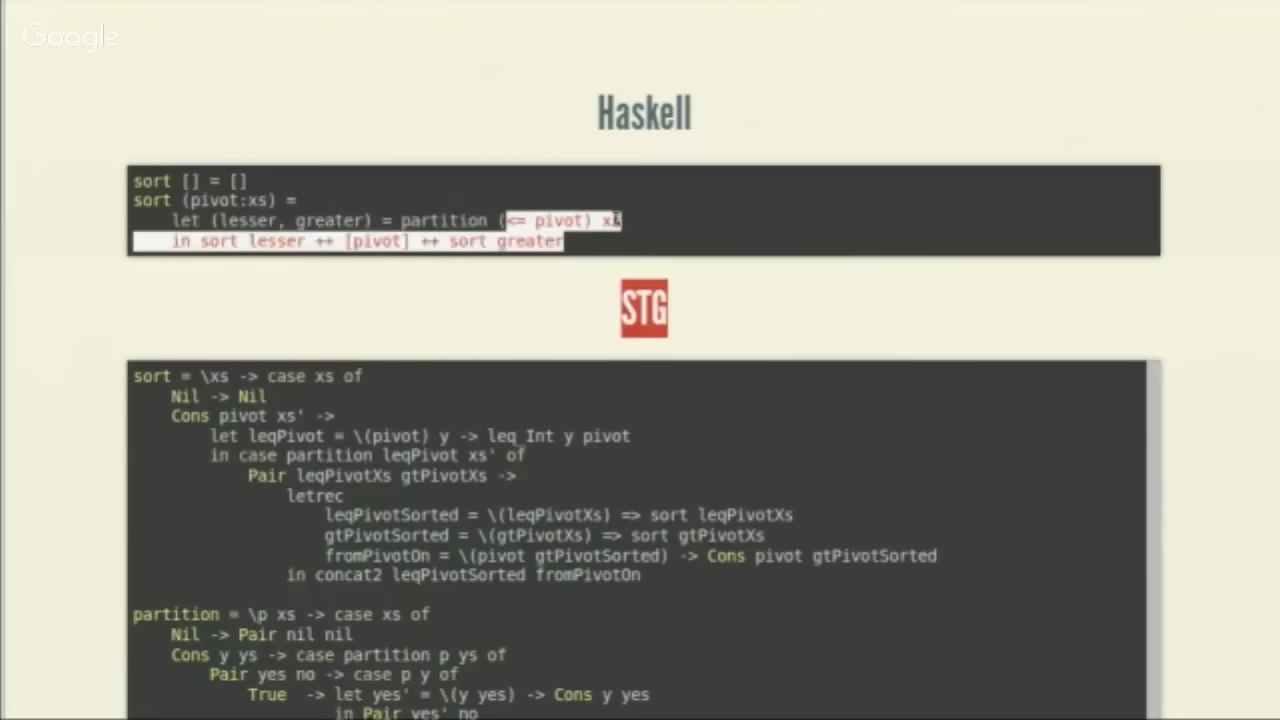 Google
Haskell
sort [] = []
sort (pivot:xs) =
    let (lesser, greater) = partition (<= pivot) xs
    in sort lesser ++ [pivot] ++ sort greater
STG
sort = \xs -> case xs of
    Nil -> Nil
    Cons pivot xs' ->
        let leqPivot = \(pivot) y -> leq_Int y pivot
        in case partition leqPivot xs' of
            Pair leqPivotXs gtPivotXs ->
                letrec
                    leqPivotSorted = \(leqPivotXs) => sort leqPivotXs
                    gtPivotSorted = \(gtPivotXs) => sort gtPivotXs
                    fromPivotOn = \(pivot gtPivotSorted) -> Cons pivot gtPivotSorted
                in concat2 leqPivotSorted fromPivotOn
partition = \p xs -> case xs of
    Nil -> Pair nil nil
    Cons y ys -> case partition p ys of
        Pair yes no -> case p y of
            True  -> let yes' = \(y yes) -> Cons y yes
                     in Pair yes' no